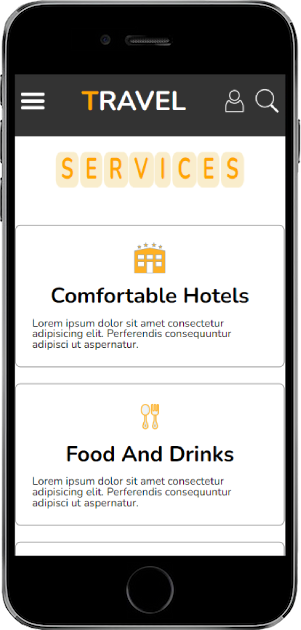 TRAVEL
SERVICES
Comfortable Hotels
Lorem ipsum dolor sit amet consectetur
adipisicing elit. Perferendis consequuntur
adipisci ut aspernatur.
Food And Drinks
Lorem ipsum dolor sit amet consectetur
adipisicing elit. Perferendis consequuntur
adipisci ut aspernatur.